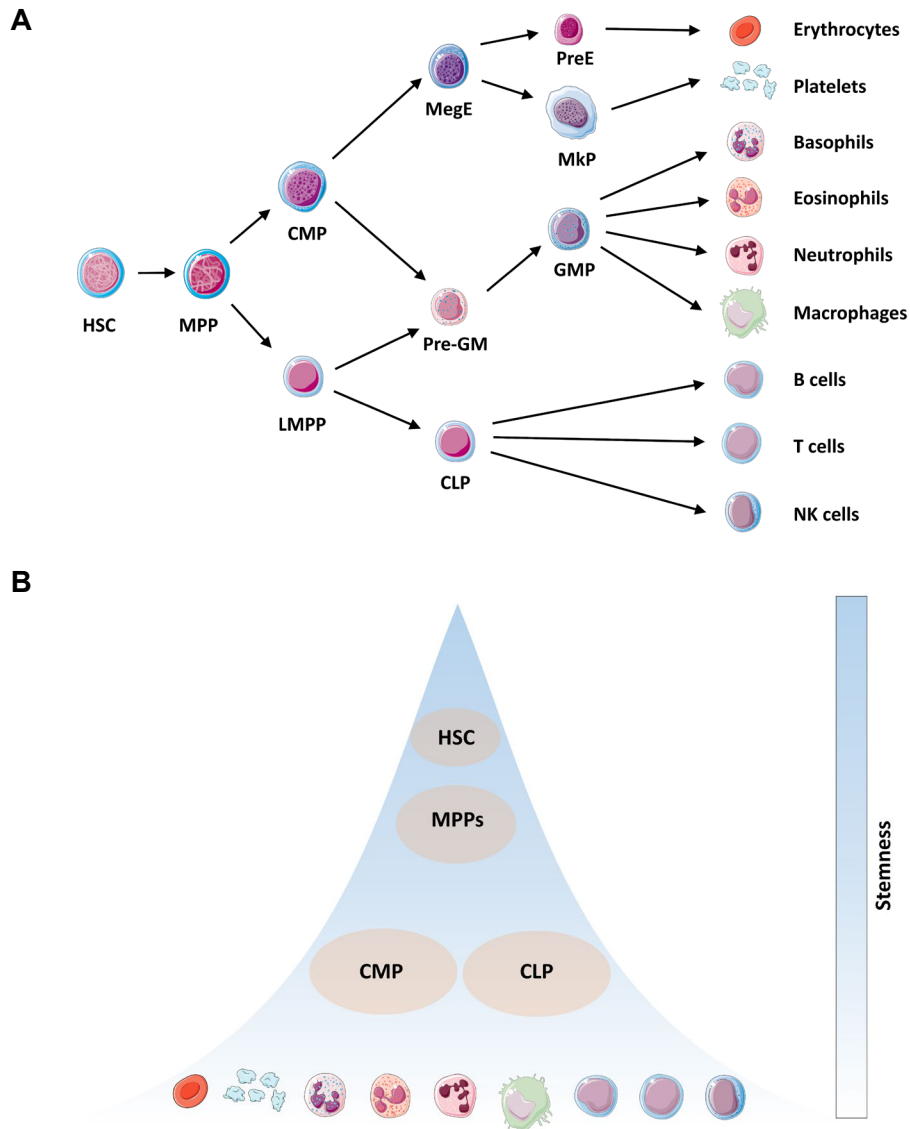 A
Erythrocytes
PreE
Platelets
MegE
Basophils
MkP
Eosinophils
CMP
Neutrophils
GMP
HSC
MPP
Macrophages
Pre-GM
B cells
LMPP
T cells
CLP
NK cells
B
HSC
MPPs
Stemness
CMP
CLP